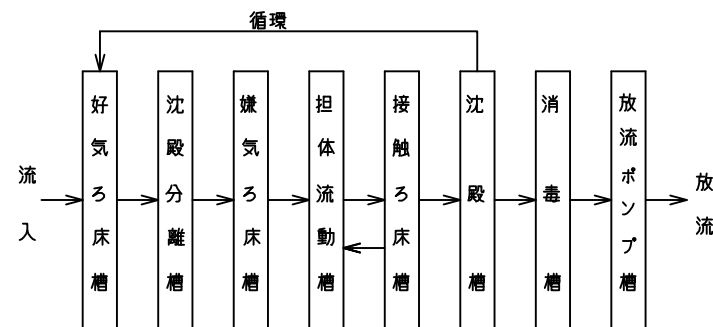 循環
流入
好気ろ床槽
沈殿分離槽
嫌気ろ床槽
担体流動槽
接触ろ床槽
沈殿槽
消毒槽
放流ポンプ槽
放流